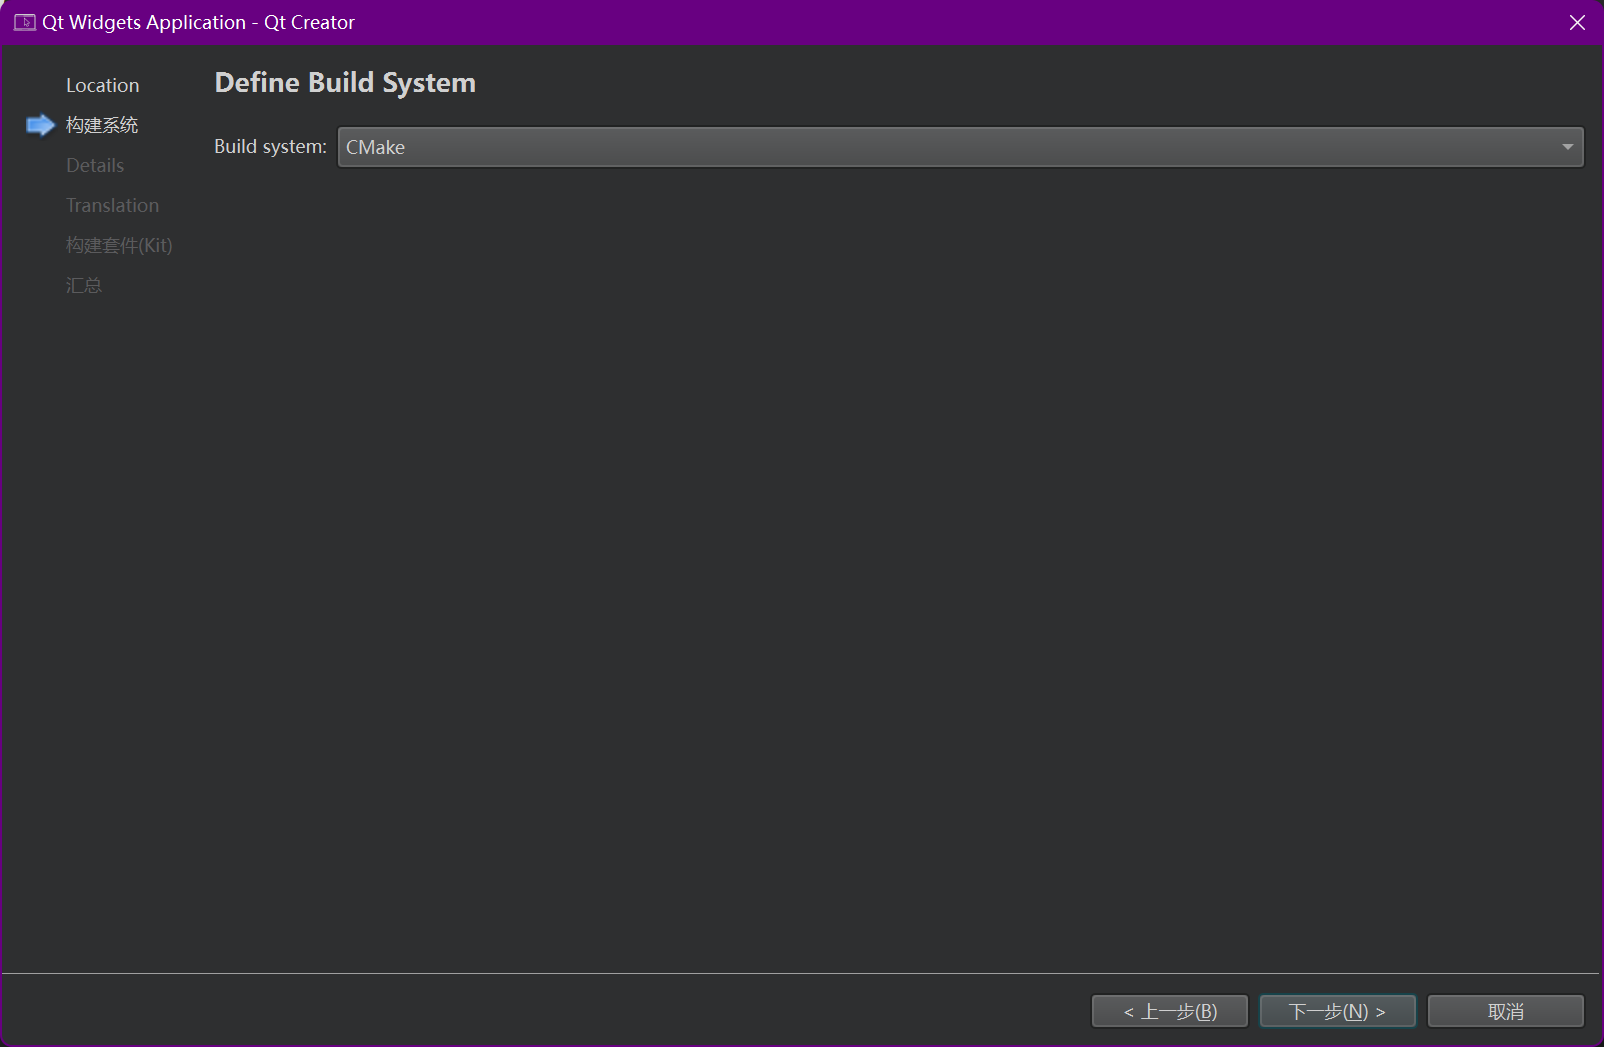 Qt Widgets Application - Qt Creator
Location
构建系统
Details
Translation
构建套件(Kit)
汇总
Define Build System
Build system: CMake
< 上一步(B)
下一步(N) >
取消